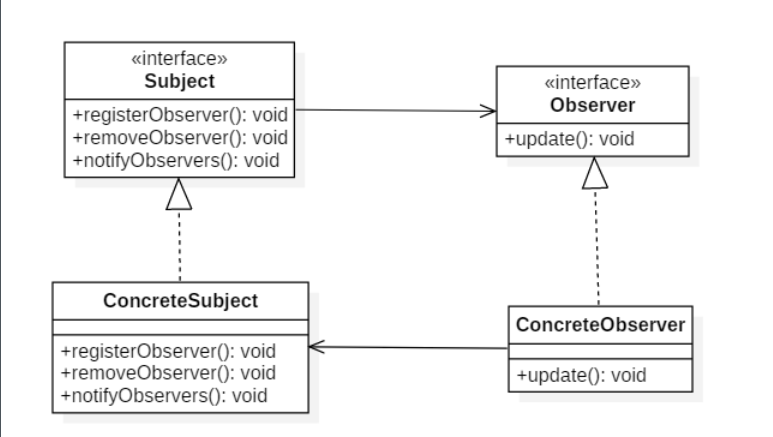 «interface»
Subject
+registerObserver(): void
+removeObserver(): void
+notifyObservers(): void
«interface»
Observer
+update(): void
ConcreteSubject
+registerObserver(): void
+removeObserver(): void
+notifyObservers(): void
ConcreteObserver
+update(): void